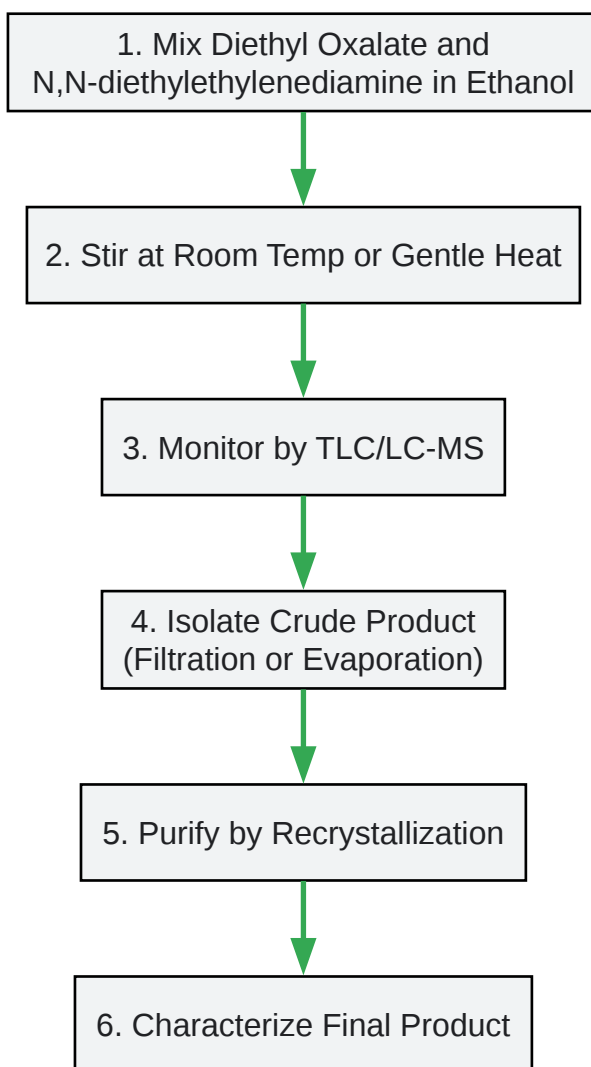 1. Mix Diethyl Oxalate and
N,N-diethylethylenediamine in Ethanol
2. Stir at Room Temp or Gentle Heat
3. Monitor by TLC/LC-MS
4. Isolate Crude Product
(Filtration or Evaporation)
5. Purify by Recrystallization
6. Characterize Final Product